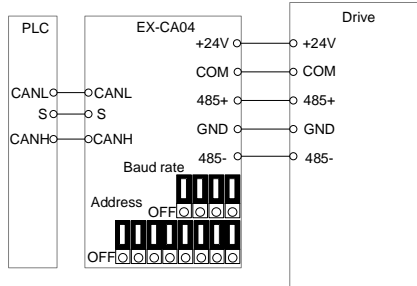 PLC
EX-CA04
Drive
+24V
+24V
COM
COM
CANL
CANL
485+
485+
S
S
CANH
CANH
GND
GND
Baud rate
485-
485-
Address
OFF
OFF